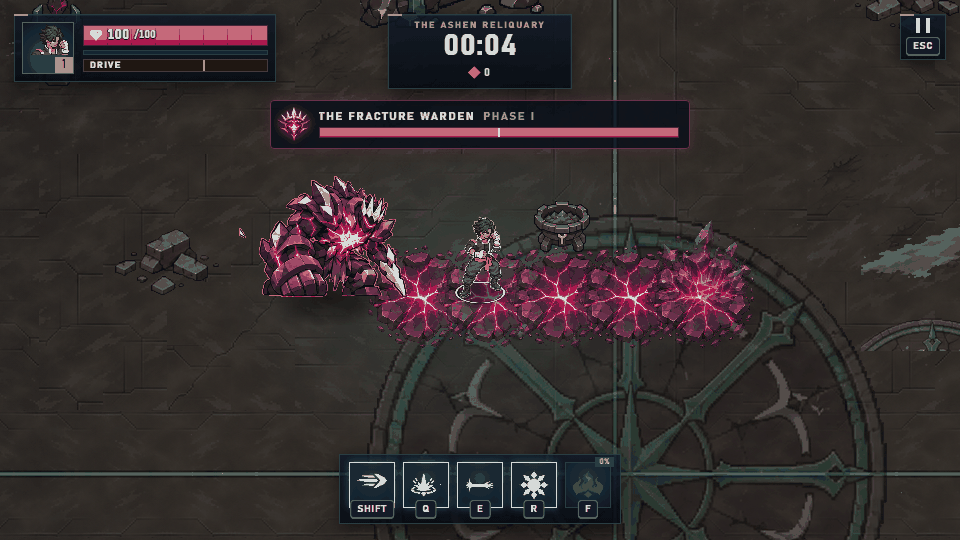 100 /100
1
DRIVE
THE ASHEN RELIQUARY
00:04
0
ESC
THE FRACTURE WARDEN PHASE I
0%
SHIFT
Q
E
R
F